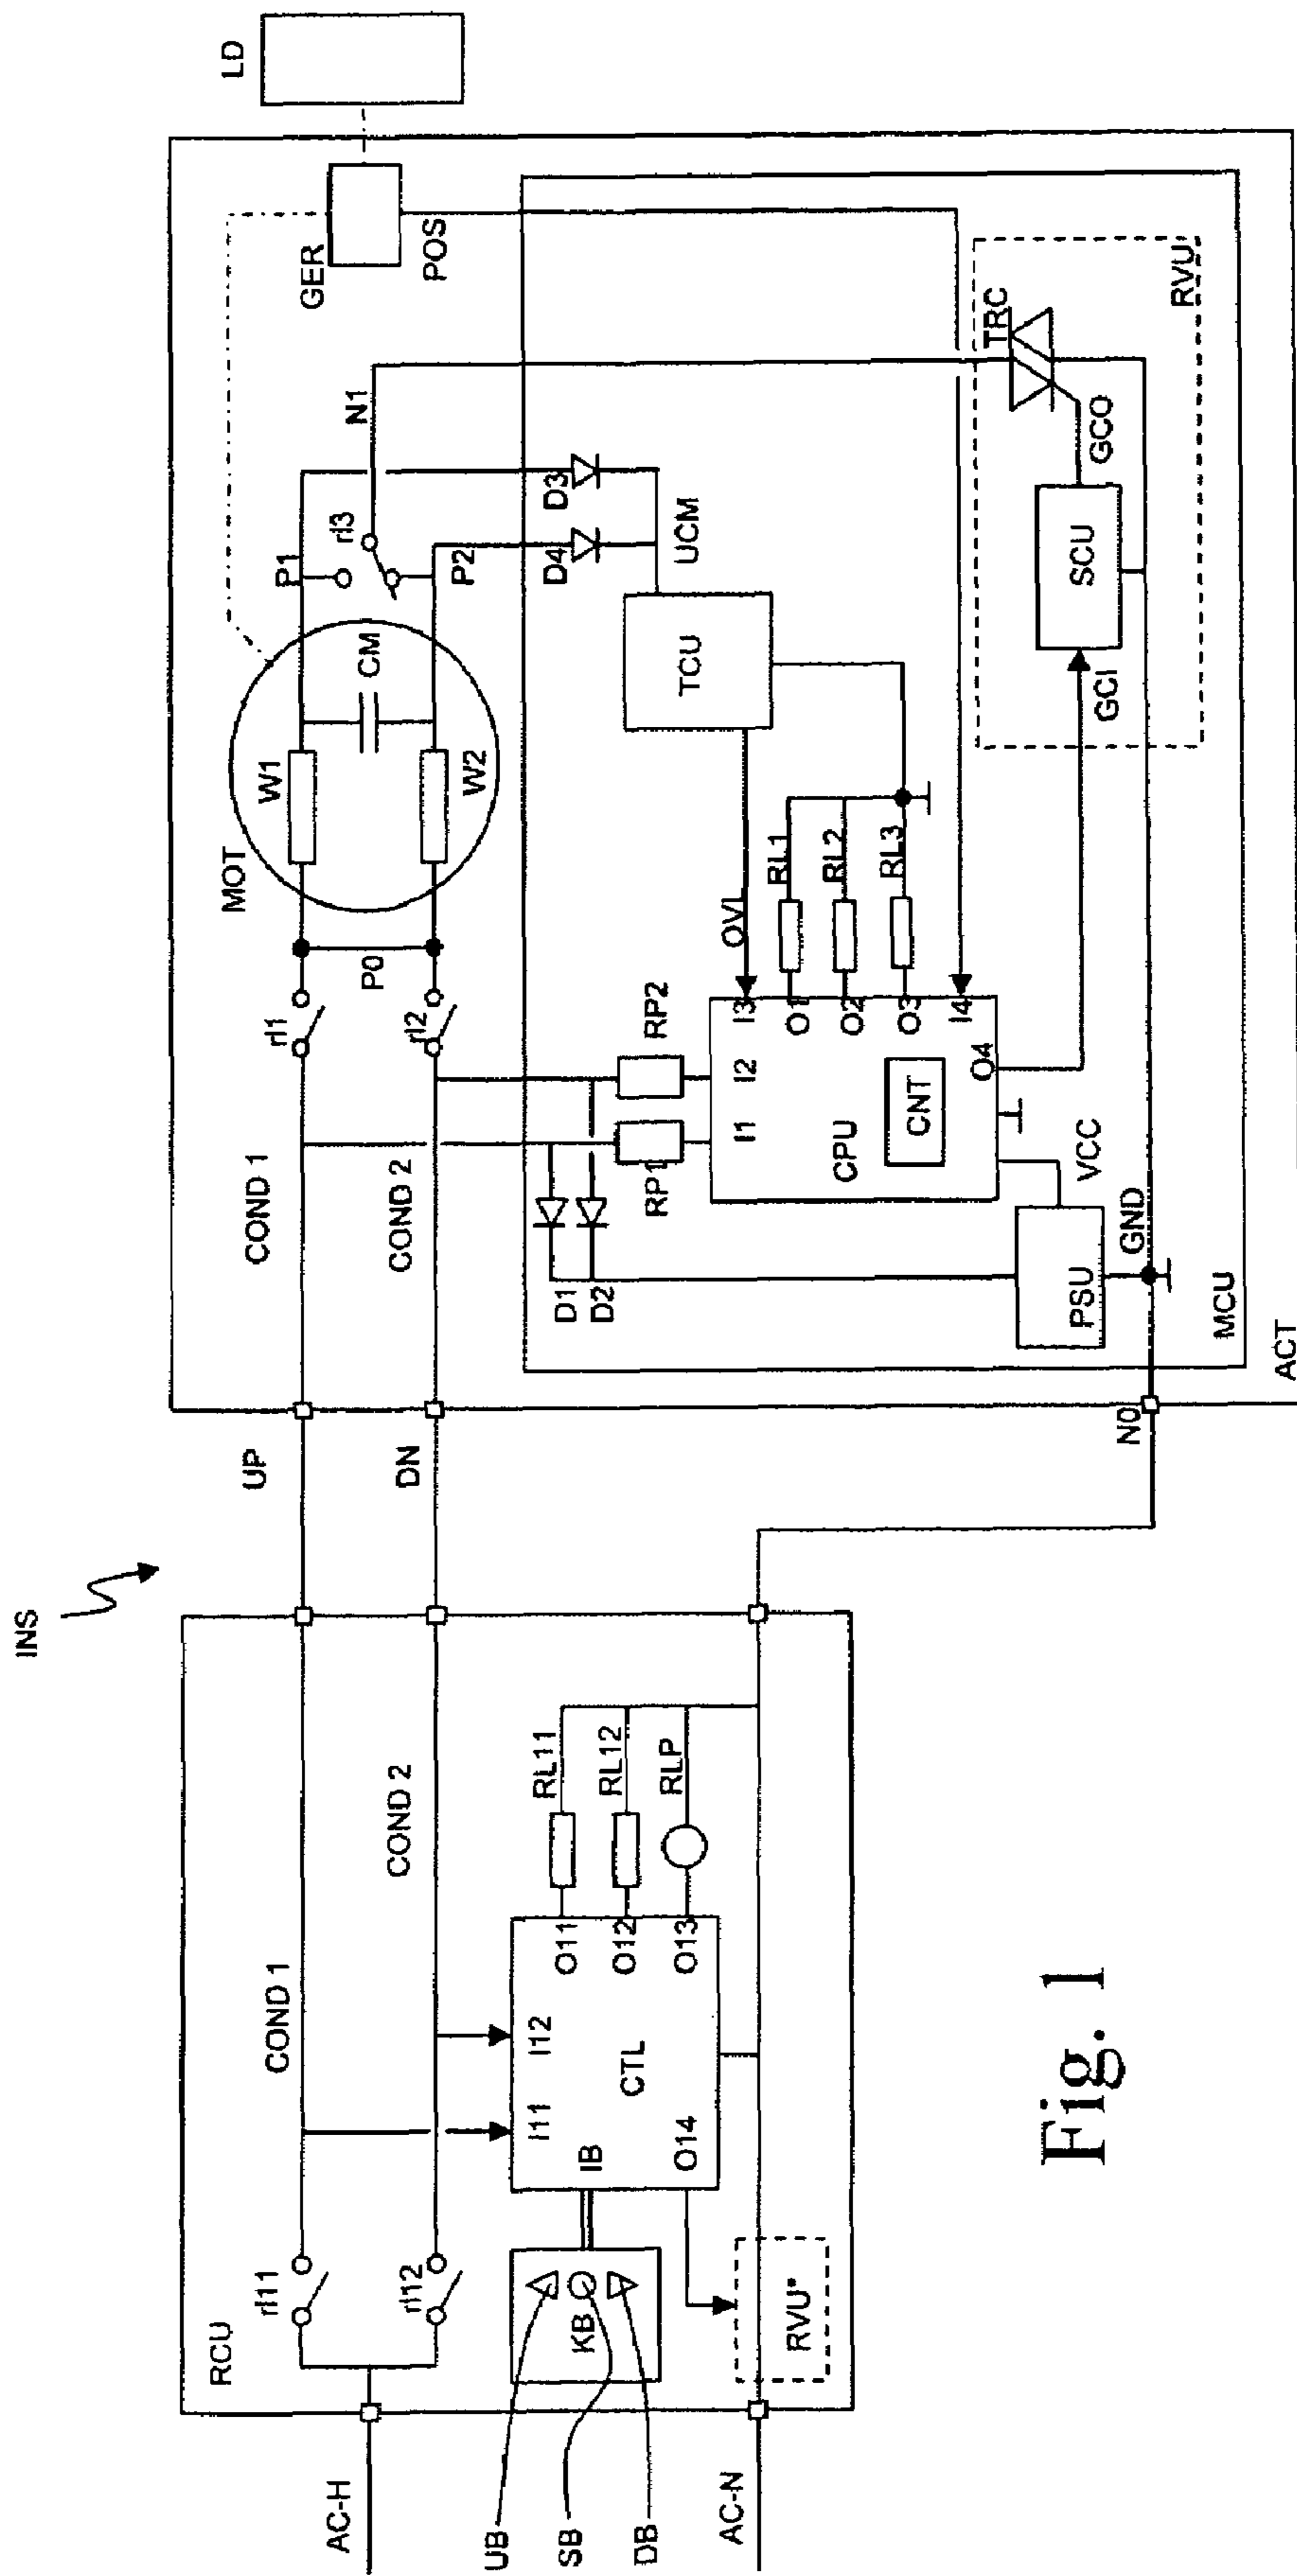 INS
RCU
AC-H
rl11
rl12
COND 1
COND 2
UB
SB
DB
KB
IB
I11
I12
CTL
O11
O12
O13
O14
RL11
RL12
RLP
RVU*
AC-N
UP
DN
N0
COND 1
COND 2
rl1
rl2
P0
MOT
W1
W2
CM
P1
P2
rl3
N1
GER
POS
LD
D1
D2
RP1
RP2
D4
D3
UCM
TCU
OVL
I1
I2
I3
CPU
CNT
O1
O2
O3
I4
O4
RL1
RL2
RL3
PSU
VCC
GND
GCI
SCU
GCO
TRC
RVU
MCU
ACT
Fig. 1